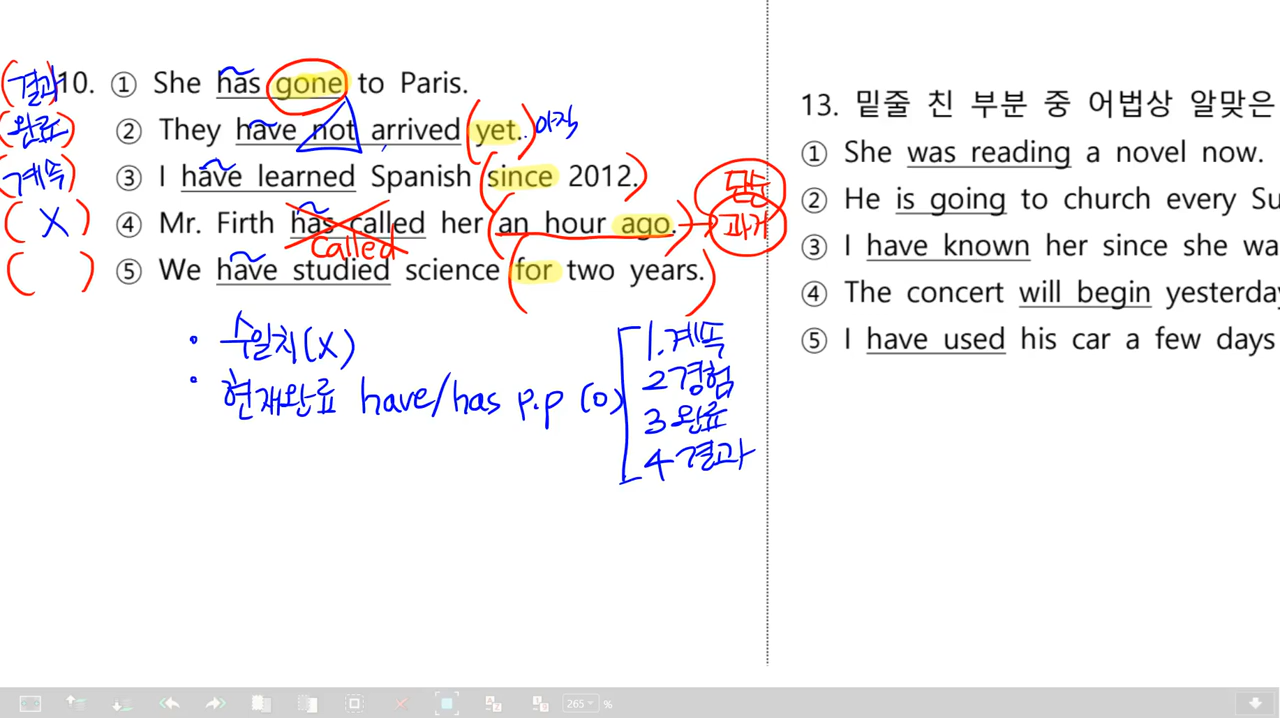 (결과) 10. ① She has gone to Paris.
(완료) ② They have not arrived yet. 아직
(계속) ③ I have learned Spanish since 2012.
( X ) ④ Mr. Firth has called her an hour ago. → 단순 과거
called
( ) ⑤ We have studied science for two years.
· 수일치(X)
· 현재완료 have/has p.p (O)
1. 계속
2 경험
3 완료
4 결과
13. 밑줄 친 부분 중 어법상 알맞은
① She was reading a novel now.
② He is going to church every Su
③ I have known her since she wa
④ The concert will begin yesterday
⑤ I have used his car a few days
265 %